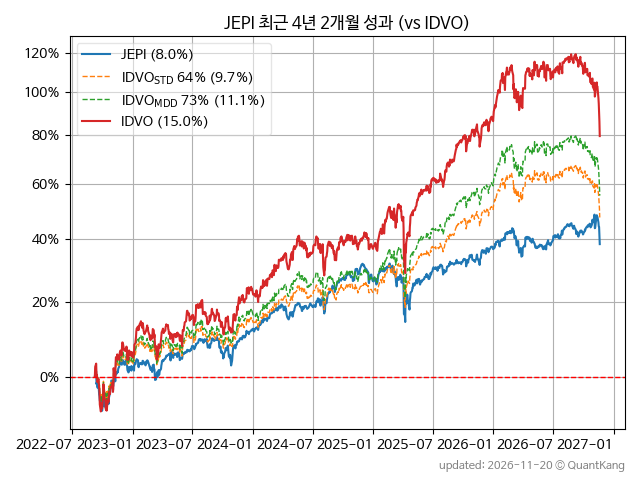 JEPI 최근 4년 2개월 성과 (vs IDVO)
JEPI (8.0%)
IDVO_STD 64% (9.7%)
IDVO_MDD 73% (11.1%)
IDVO (15.0%)
120%
100%
80%
60%
40%
20%
0%
2022-07 2023-01 2023-07 2024-01 2024-07 2025-01 2025-07 2026-01 2026-07 2027-01
updated: 2026-11-20 © QuantKang